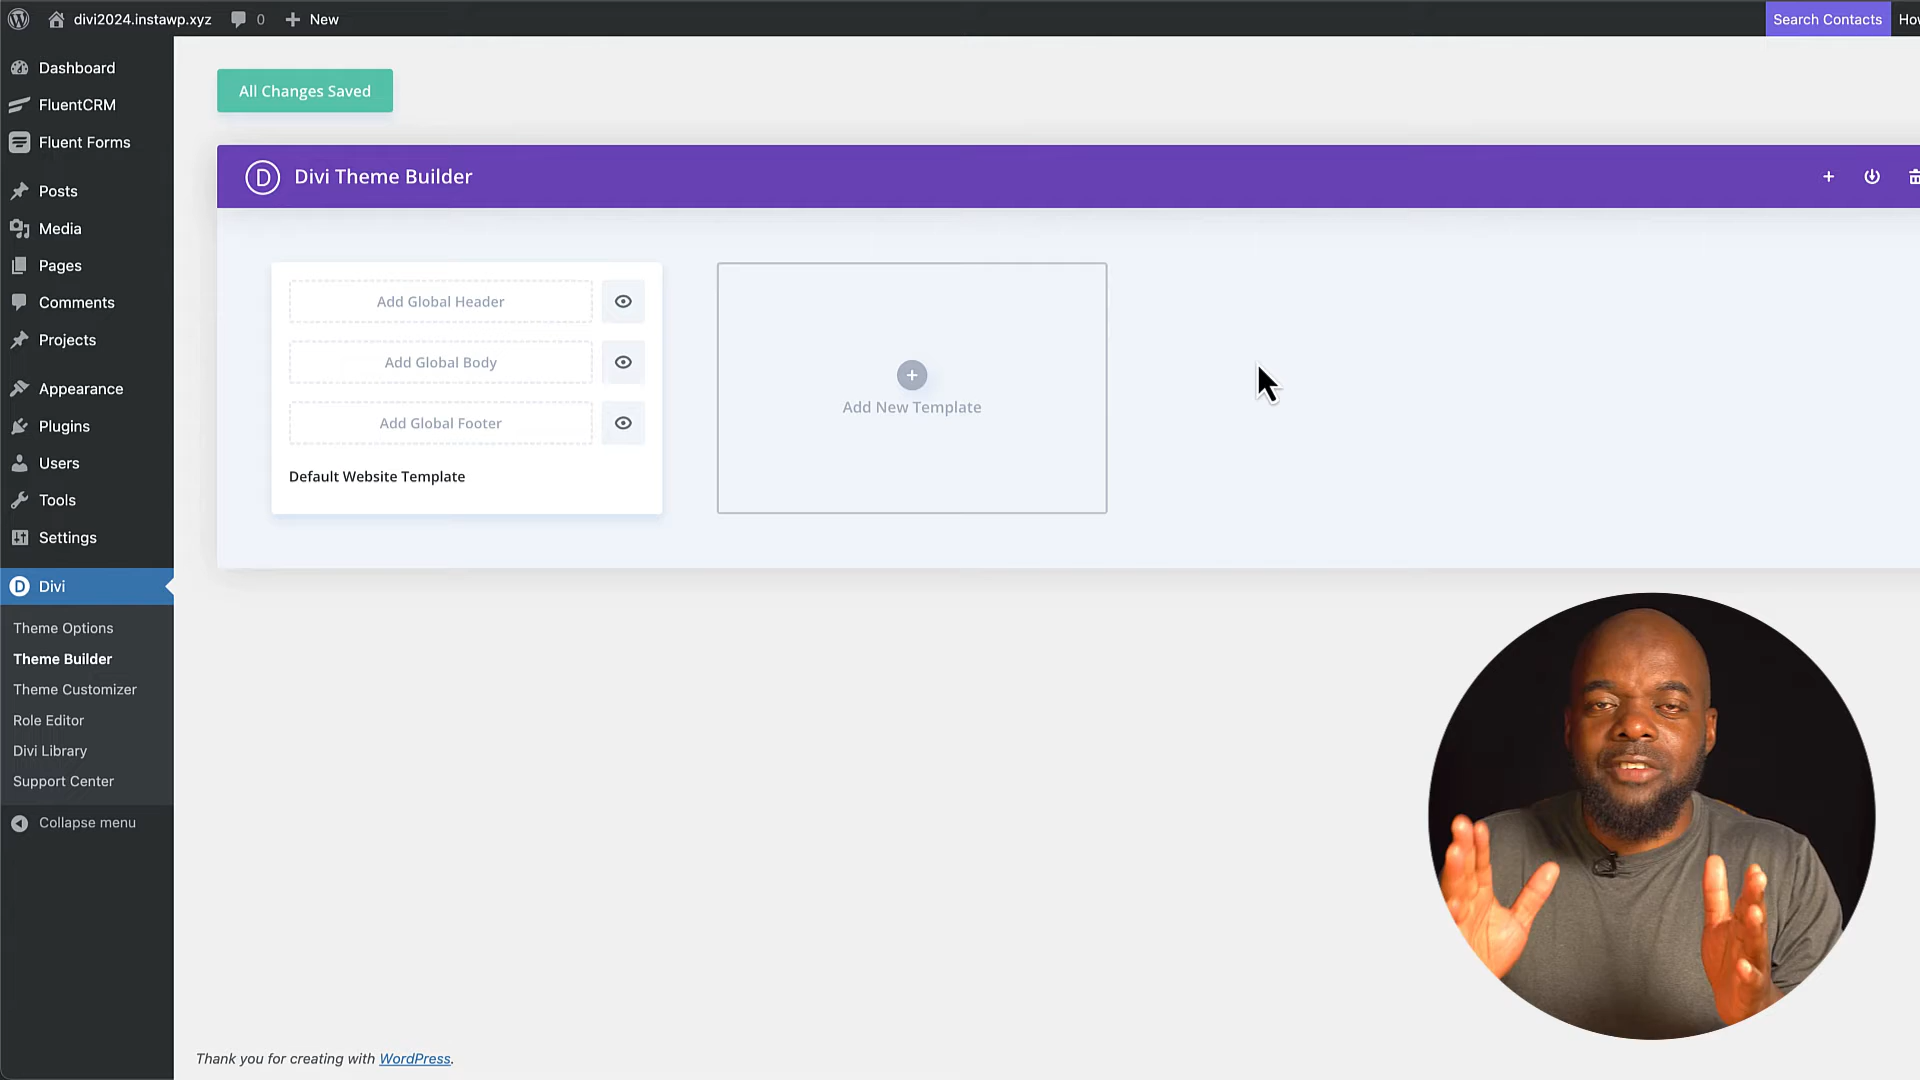 divi2024.instawp.xyz 0 New Search Contacts How
Dashboard
FluentCRM
Fluent Forms
Posts
Media
Pages
Comments
Projects
Appearance
Plugins
Users
Tools
Settings
Divi
Theme Options
Theme Builder
Theme Customizer
Role Editor
Divi Library
Support Center
Collapse menu
All Changes Saved
D Divi Theme Builder
Add Global Header
Add Global Body
Add Global Footer
Default Website Template
Add New Template
Thank you for creating with WordPress.